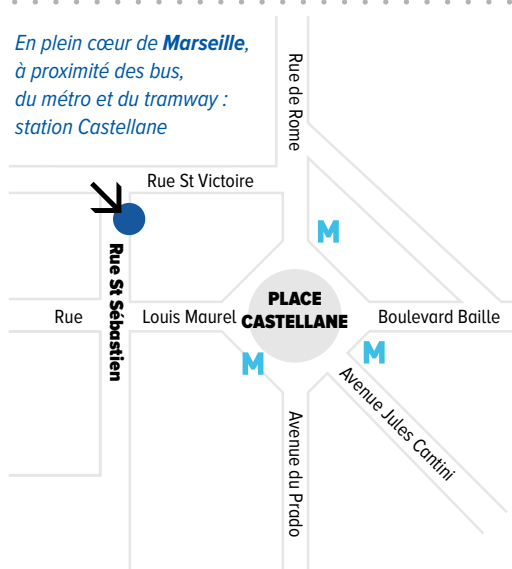 En plein cœur de Marseille,
à proximité des bus,
du métro et du tramway :
station Castellane
Rue de Rome
Rue St Victoire
M
Rue St Sébastien
Rue
Louis Maurel
PLACE
CASTELLANE
Boulevard Baille
M
M
Avenue Jules Cantini
Avenue du Prado